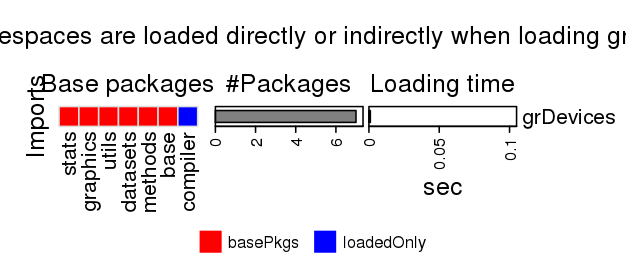 espaces are loaded directly or indirectly when loading gr
Base packages #Packages Loading time
Imports
grDevices
stats
graphics
utils
datasets
methods
base
compiler
0 2 4 6
0 0.05 0.1
sec
basePkgs loadedOnly